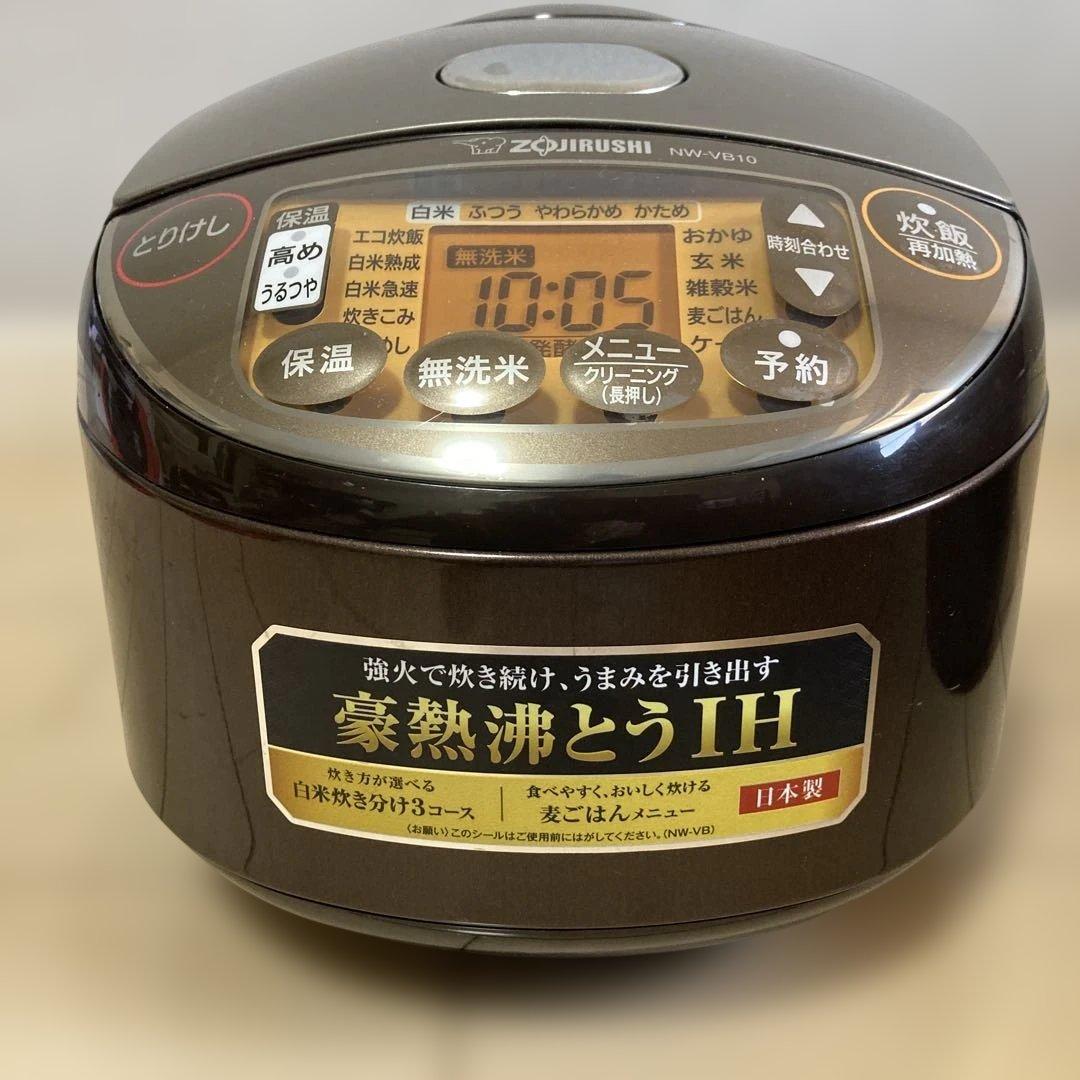 ZOJIRUSHI NW-VB10
とりけし
保温
高め
うるつや
白米 ふつう やわらかめ かため
エコ炊飯
白米熟成
白米急速
炊きこみ
めし
無洗米
10:05
発酵
おかゆ
玄米
雑穀米
麦ごはん
ケー
時刻合わせ
炊飯
再加熱
保温
無洗米
メニュー
クリーニング
(長押し)
予約
強火で炊き続け、うまみを引き出す
豪熱沸とうIH
炊き方が選べる
白米炊き分け3コース
食べやすく、おいしく炊ける
麦ごはんメニュー
日本製
〈お願い〉このシールはご使用前にはがしてください。(NW-VB)